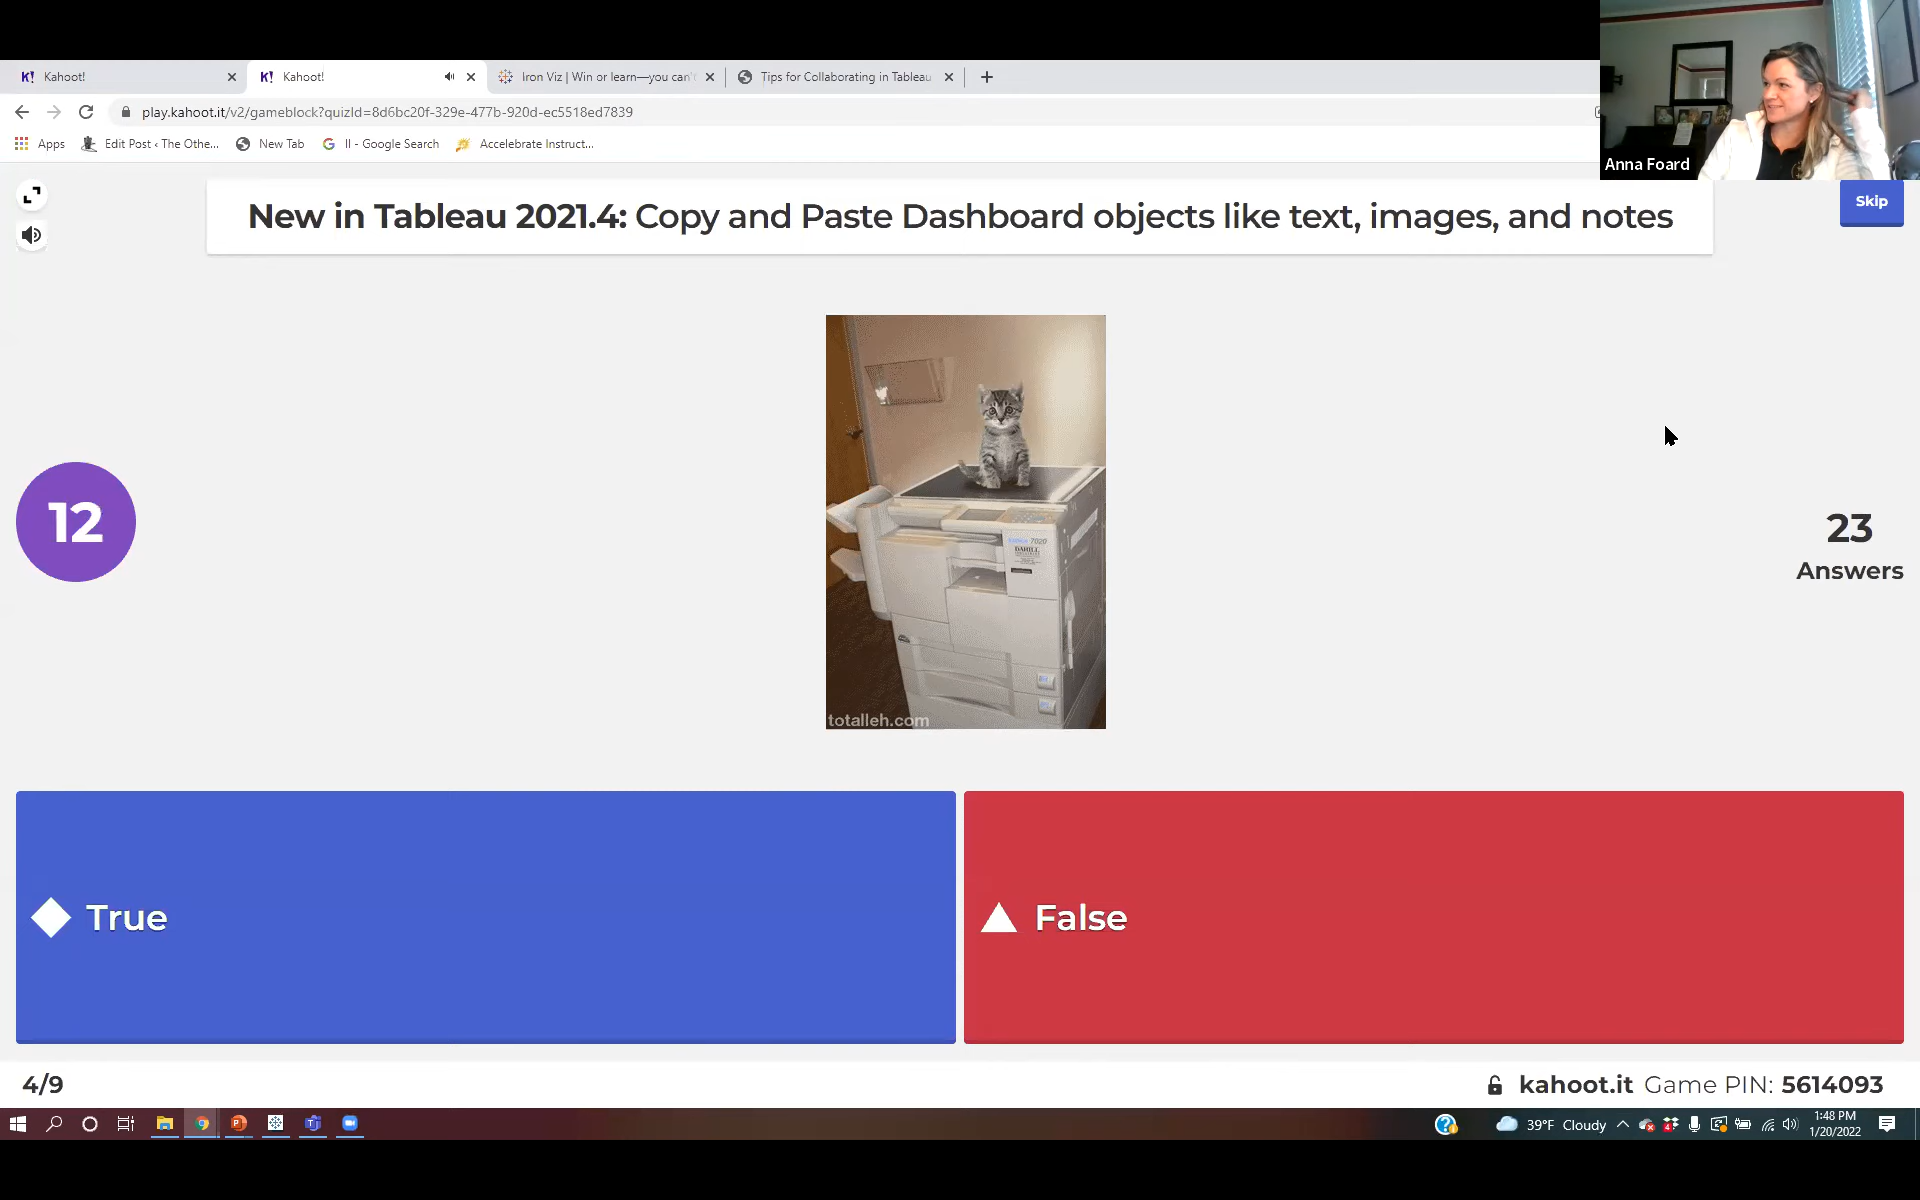 Kahoot!
Kahoot!
Iron Viz | Win or learn—you can't
Tips for Collaborating in Tableau
play.kahoot.it/v2/gameblock?quizId=8d6bc20f-329e-477b-920d-ec5518ed7839
Apps
Edit Post ‹ The Othe...
New Tab
II - Google Search
Accelebrate Instruct...
Anna Foard
New in Tableau 2021.4: Copy and Paste Dashboard objects like text, images, and notes
Skip
12
23
Answers
7020
totalleh.com
True
False
4/9
kahoot.it Game PIN: 5614093
39°F Cloudy
1:48 PM
1/20/2022